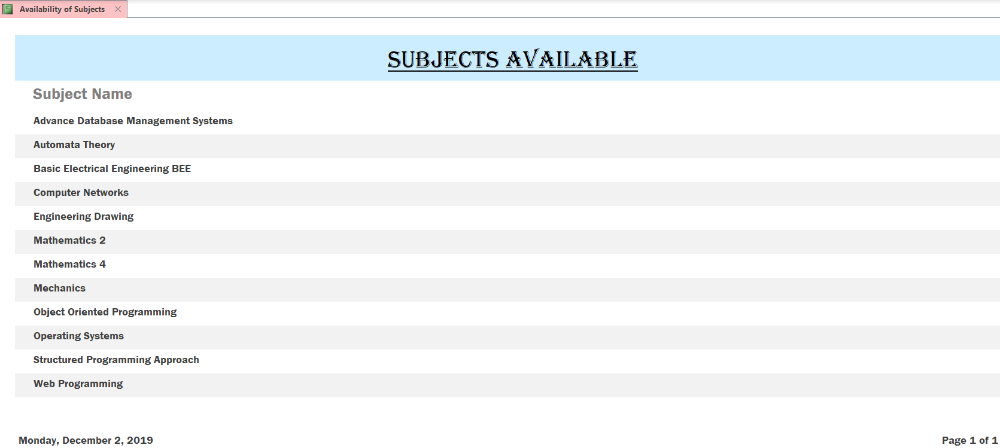 Availability of Subjects
SUBJECTS AVAILABLE
Subject Name
Advance Database Management Systems
Automata Theory
Basic Electrical Engineering BEE
Computer Networks
Engineering Drawing
Mathematics 2
Mathematics 4
Mechanics
Object Oriented Programming
Operating Systems
Structured Programming Approach
Web Programming
Monday, December 2, 2019
Page 1 of 1